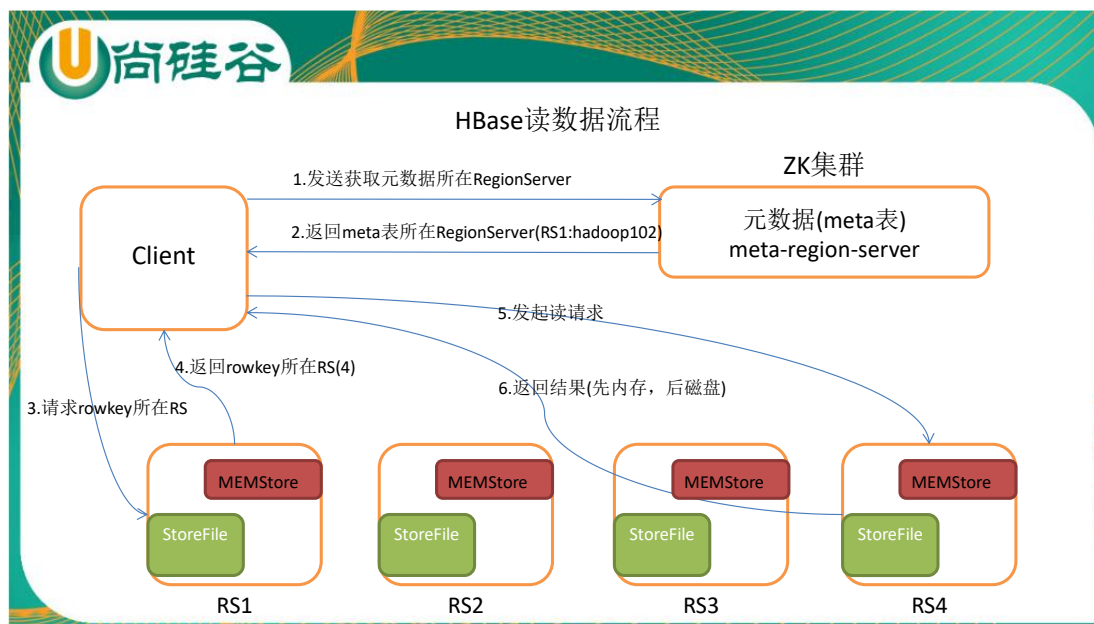 尚硅谷
HBase读数据流程
ZK集群
1.发送获取元数据所在RegionServer
元数据(meta表)
meta-region-server
2.返回meta表所在RegionServer(RS1:hadoop102)
Client
5.发起读请求
4.返回rowkey所在RS(4)
6.返回结果(先内存，后磁盘)
3.请求rowkey所在RS
MEMStore
MEMStore
MEMStore
MEMStore
StoreFile
StoreFile
StoreFile
StoreFile
RS1
RS2
RS3
RS4